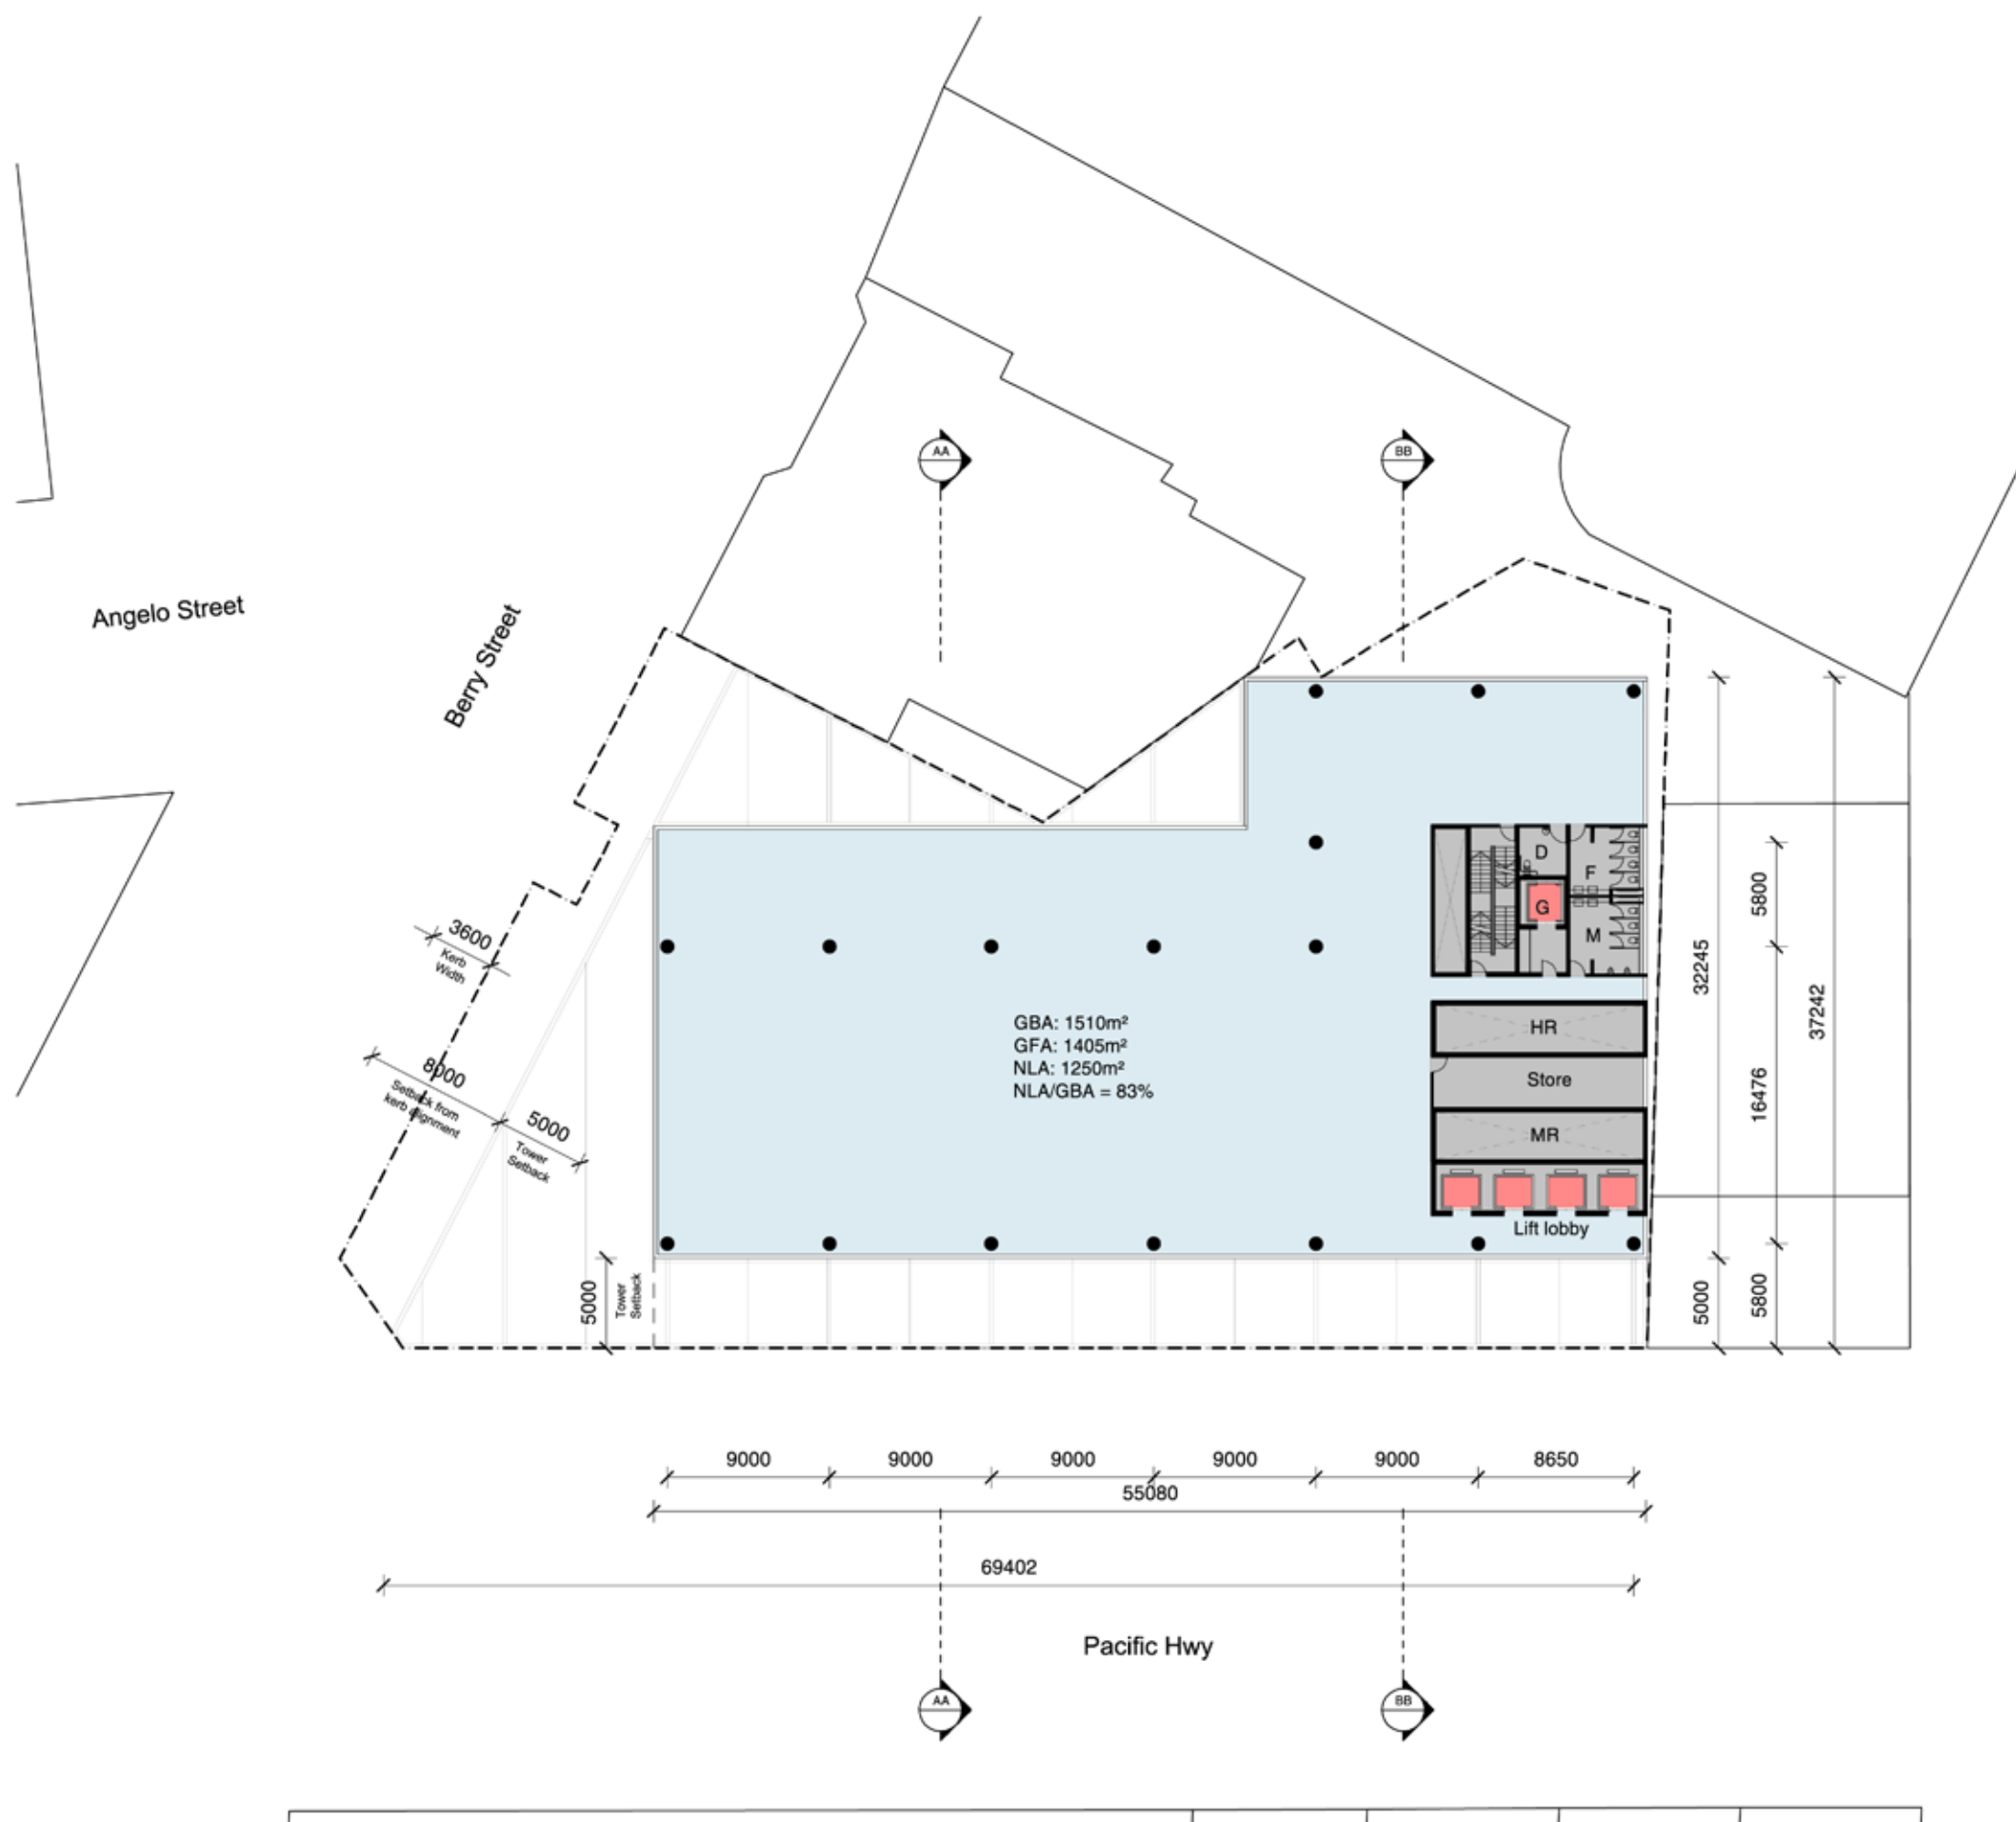 AA
BB
Angelo Street
Berry Street
3600
Kerb
Width
8000
Setback from
kerb alignment
5000
Tower
Setback
5000
Tower
Setback
GBA: 1510m²
GFA: 1405m²
NLA: 1250m²
NLA/GBA = 83%
D
F
G
M
HR
Store
MR
Lift lobby
32245
5000
5800
16476
5800
37242
9000
9000
9000
9000
9000
8650
55080
69402
Pacific Hwy
AA
BB